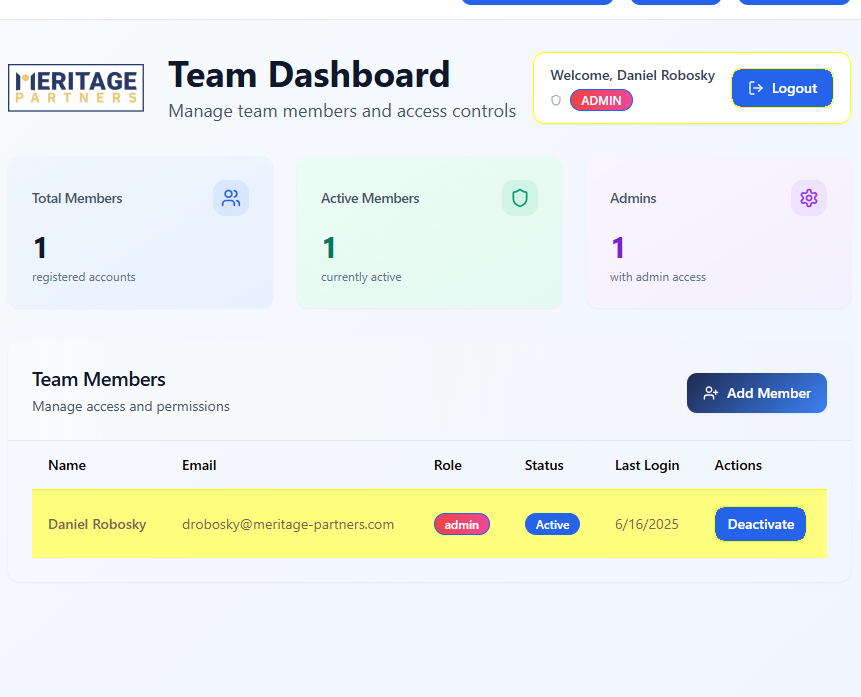 MERITAGE
PARTNERS
Team Dashboard
Manage team members and access controls
Welcome, Daniel Robosky
ADMIN
Logout
Total Members
1
registered accounts
Active Members
1
currently active
Admins
1
with admin access
Team Members
Manage access and permissions
Add Member
Name Email Role Status Last Login Actions
Daniel Robosky drobosky@meritage-partners.com admin Active 6/16/2025 Deactivate